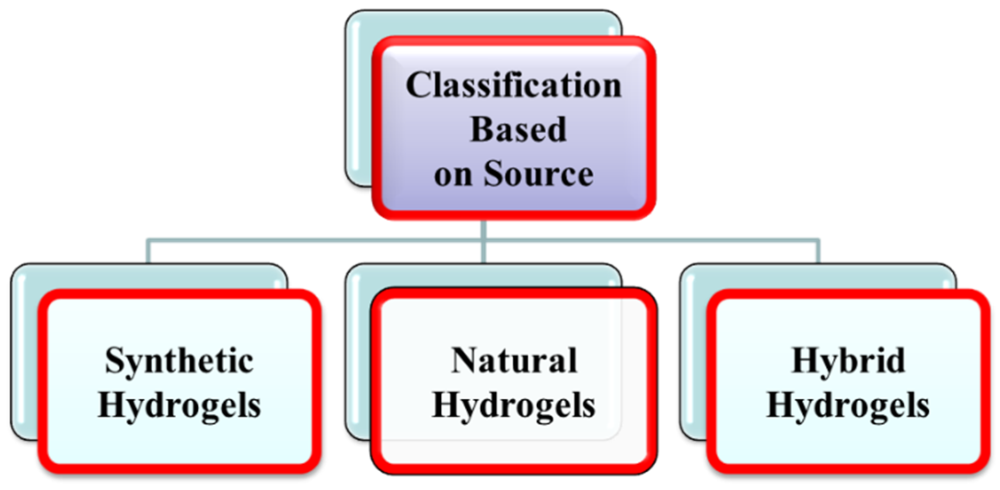 Classification
Based
on Source
Synthetic
Hydrogels
Natural
Hydrogels
Hybrid
Hydrogels